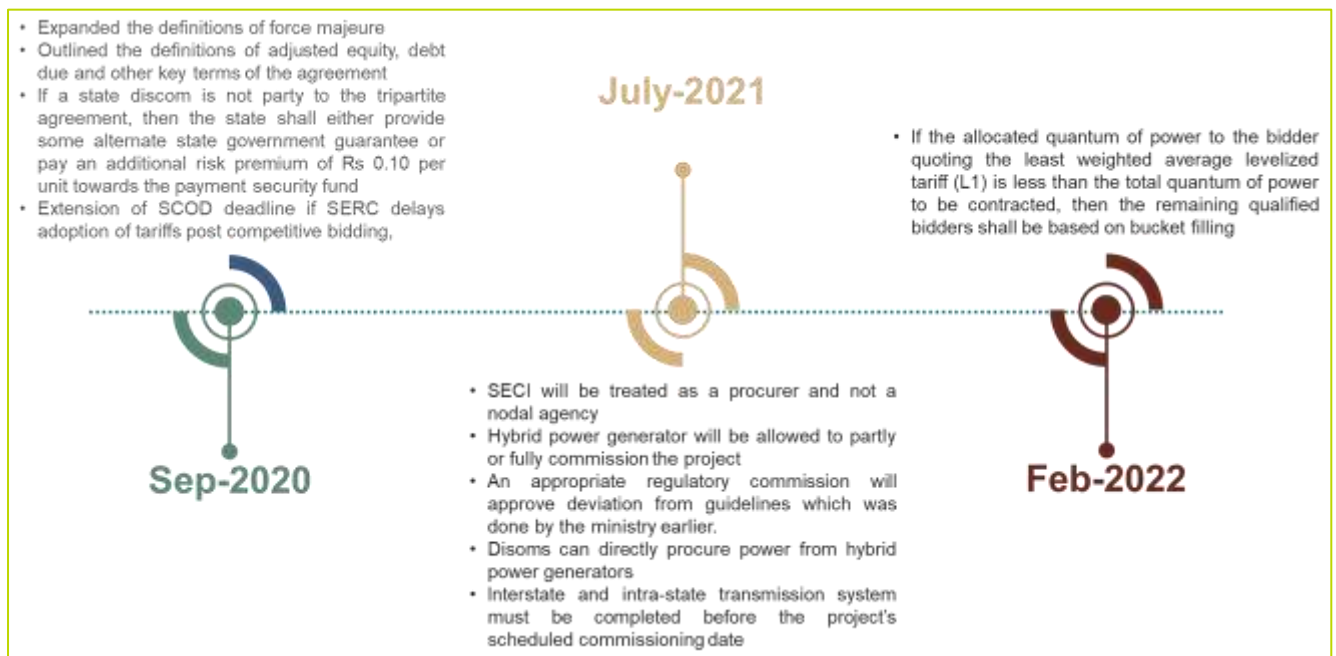 • Expanded the definitions of force majeure
• Outlined the definitions of adjusted equity, debt
due and other key terms of the agreement
• If a state discom is not party to the tripartite
agreement, then the state shall either provide
some alternate state government guarantee or
pay an additional risk premium of Rs 0.10 per
unit towards the payment security fund
• Extension of SCOD deadline if SERC delays
adoption of tariffs post competitive bidding,
Sep-2020
July-2021
• SECI will be treated as a procurer and not a
nodal agency
• Hybrid power generator will be allowed to partly
or fully commission the project
• An appropriate regulatory commission will
approve deviation from guidelines which was
done by the ministry earlier.
• Disoms can directly procure power from hybrid
power generators
• Interstate and intra-state transmission system
must be completed before the project's
scheduled commissioning date
• If the allocated quantum of power to the bidder
quoting the least weighted average levelized
tariff (L1) is less than the total quantum of power
to be contracted, then the remaining qualified
bidders shall be based on bucket filling
Feb-2022